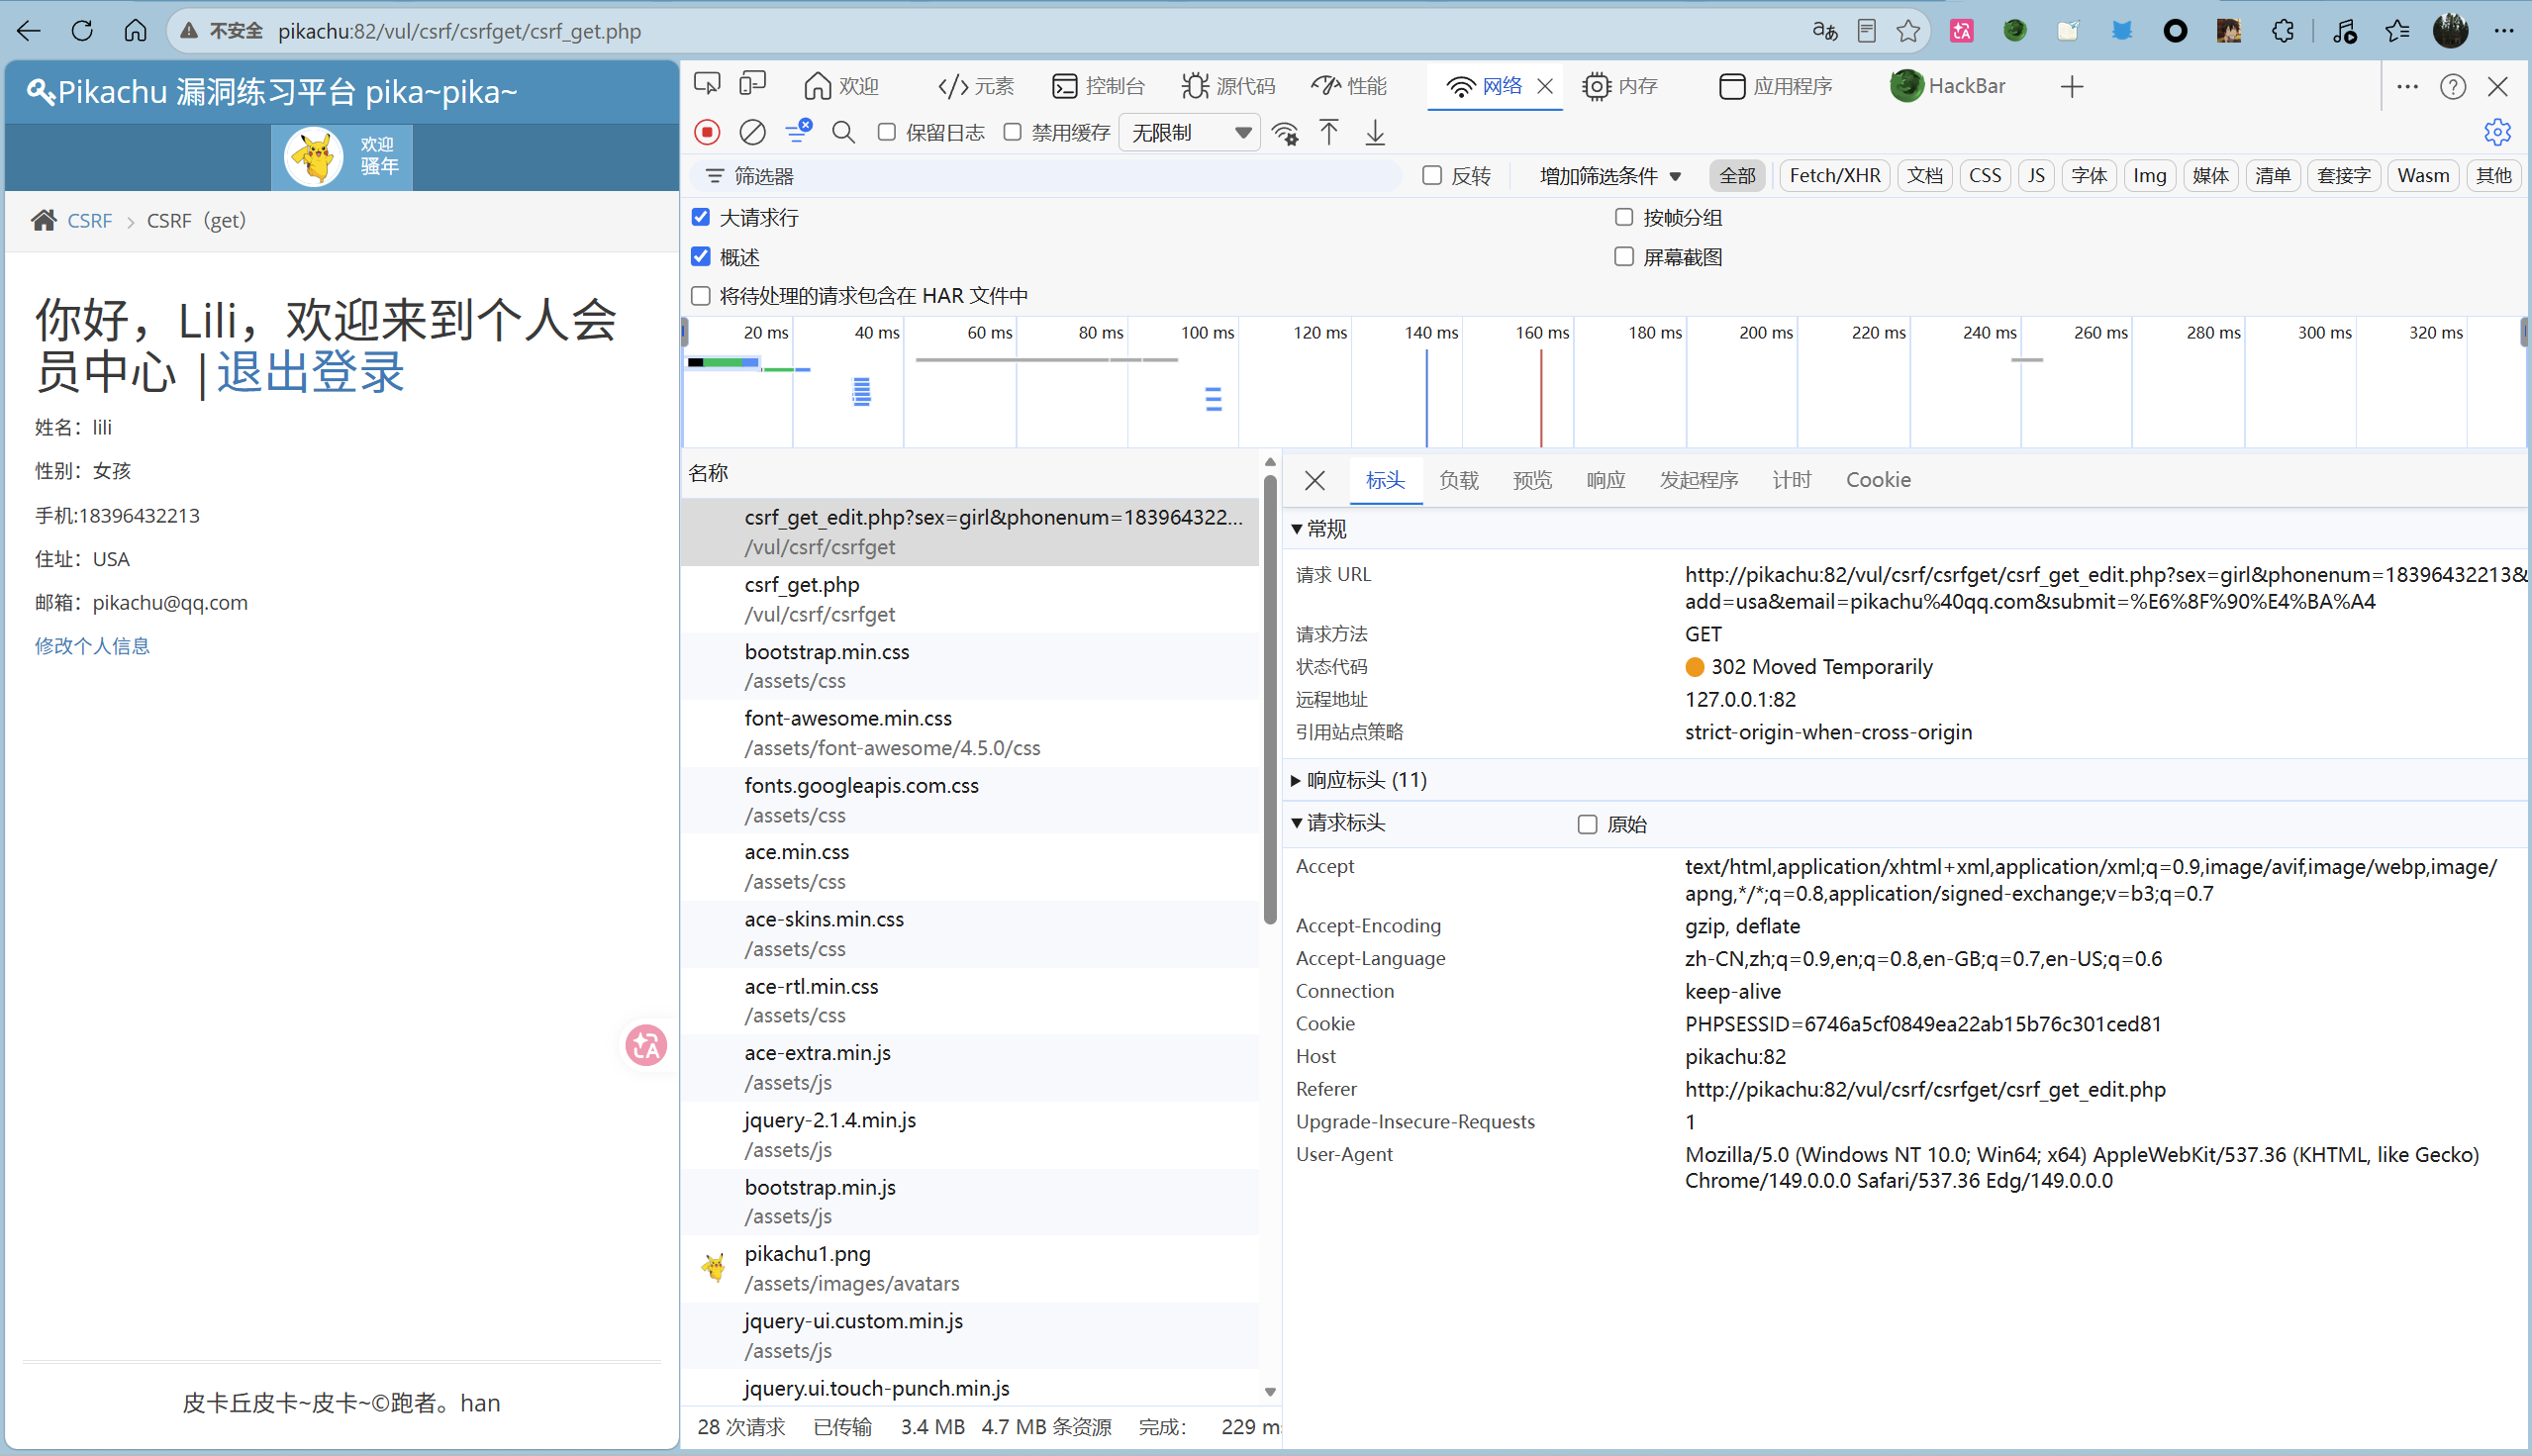 不安全 pikachu:82/vul/csrf/csrfget/csrf_get.php
Pikachu 漏洞练习平台 pika~pika~
欢迎
骚年
CSRF CSRF（get）
你好，Lili，欢迎来到个人会
员中心 | 退出登录
姓名：lili
性别：女孩
手机:18396432213
住址：USA
邮箱：pikachu@qq.com
修改个人信息
皮卡丘皮卡~皮卡~©跑者。han
欢迎 元素 控制台 源代码 性能 网络 内存 应用程序 HackBar
保留日志 禁用缓存 无限制
筛选器 反转 增加筛选条件 全部 Fetch/XHR 文档 CSS JS 字体 Img 媒体 清单 套接字 Wasm 其他
大请求行 按帧分组
概述 屏幕截图
将待处理的请求包含在 HAR 文件中
20 ms 40 ms 60 ms 80 ms 100 ms 120 ms 140 ms 160 ms 180 ms 200 ms 220 ms 240 ms 260 ms 280 ms 300 ms 320 ms
名称
csrf_get_edit.php?sex=girl&phonenum=183964322...
/vul/csrf/csrfget
csrf_get.php
/vul/csrf/csrfget
bootstrap.min.css
/assets/css
font-awesome.min.css
/assets/font-awesome/4.5.0/css
fonts.googleapis.com.css
/assets/css
ace.min.css
/assets/css
ace-skins.min.css
/assets/css
ace-rtl.min.css
/assets/css
ace-extra.min.js
/assets/js
jquery-2.1.4.min.js
/assets/js
bootstrap.min.js
/assets/js
pikachu1.png
/assets/images/avatars
jquery-ui.custom.min.js
/assets/js
jquery.ui.touch-punch.min.js
28 次请求 已传输 3.4 MB 4.7 MB 条资源 完成： 229 m
标头 负载 预览 响应 发起程序 计时 Cookie
常规
请求 URL http://pikachu:82/vul/csrf/csrfget/csrf_get_edit.php?sex=girl&phonenum=18396432213&
add=usa&email=pikachu%40qq.com&submit=%E6%8F%90%E4%BA%A4
请求方法 GET
状态代码 302 Moved Temporarily
远程地址 127.0.0.1:82
引用站点策略 strict-origin-when-cross-origin
响应标头 (11)
请求标头 原始
Accept text/html,application/xhtml+xml,application/xml;q=0.9,image/avif,image/webp,image/
apng,*/*;q=0.8,application/signed-exchange;v=b3;q=0.7
Accept-Encoding gzip, deflate
Accept-Language zh-CN,zh;q=0.9,en;q=0.8,en-GB;q=0.7,en-US;q=0.6
Connection keep-alive
Cookie PHPSESSID=6746a5cf0849ea22ab15b76c301ced81
Host pikachu:82
Referer http://pikachu:82/vul/csrf/csrfget/csrf_get_edit.php
Upgrade-Insecure-Requests 1
User-Agent Mozilla/5.0 (Windows NT 10.0; Win64; x64) AppleWebKit/537.36 (KHTML, like Gecko)
Chrome/149.0.0.0 Safari/537.36 Edg/149.0.0.0